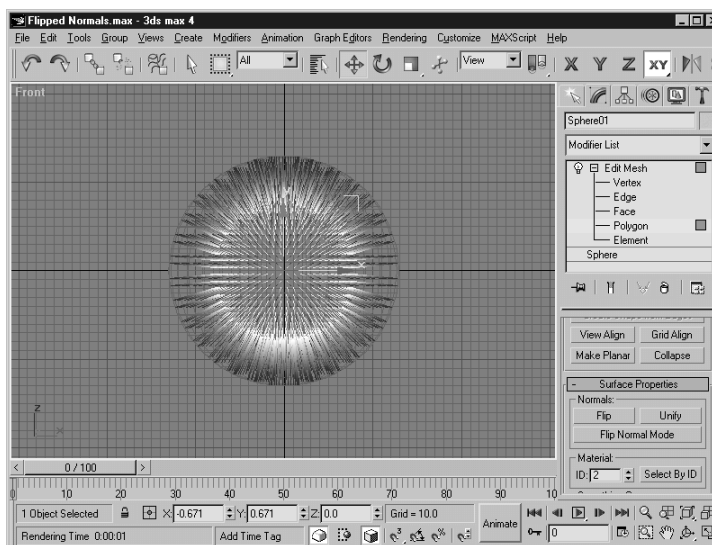 Flipped Normals.max - 3ds max 4
File Edit Tools Group Views Create Modifiers Animation Graph Editors Rendering Customize MAXScript Help
All
View
X Y Z XY
Front
Sphere01
Modifier List
Edit Mesh
Vertex
Edge
Face
Polygon
Element
Sphere
View Align Grid Align
Make Planar Collapse
- Surface Properties
Normals:
Flip Unify
Flip Normal Mode
Material:
ID: 2 Select By ID
z
x
x
< 0 / 100 >
0 10 20 30 40 50 60 70 80 90 10
1 Object Selected X: -0.671 Y: 0.671 Z: 0.0 Grid = 10.0
Animate
Rendering Time 0:00:01 Add Time Tag
0